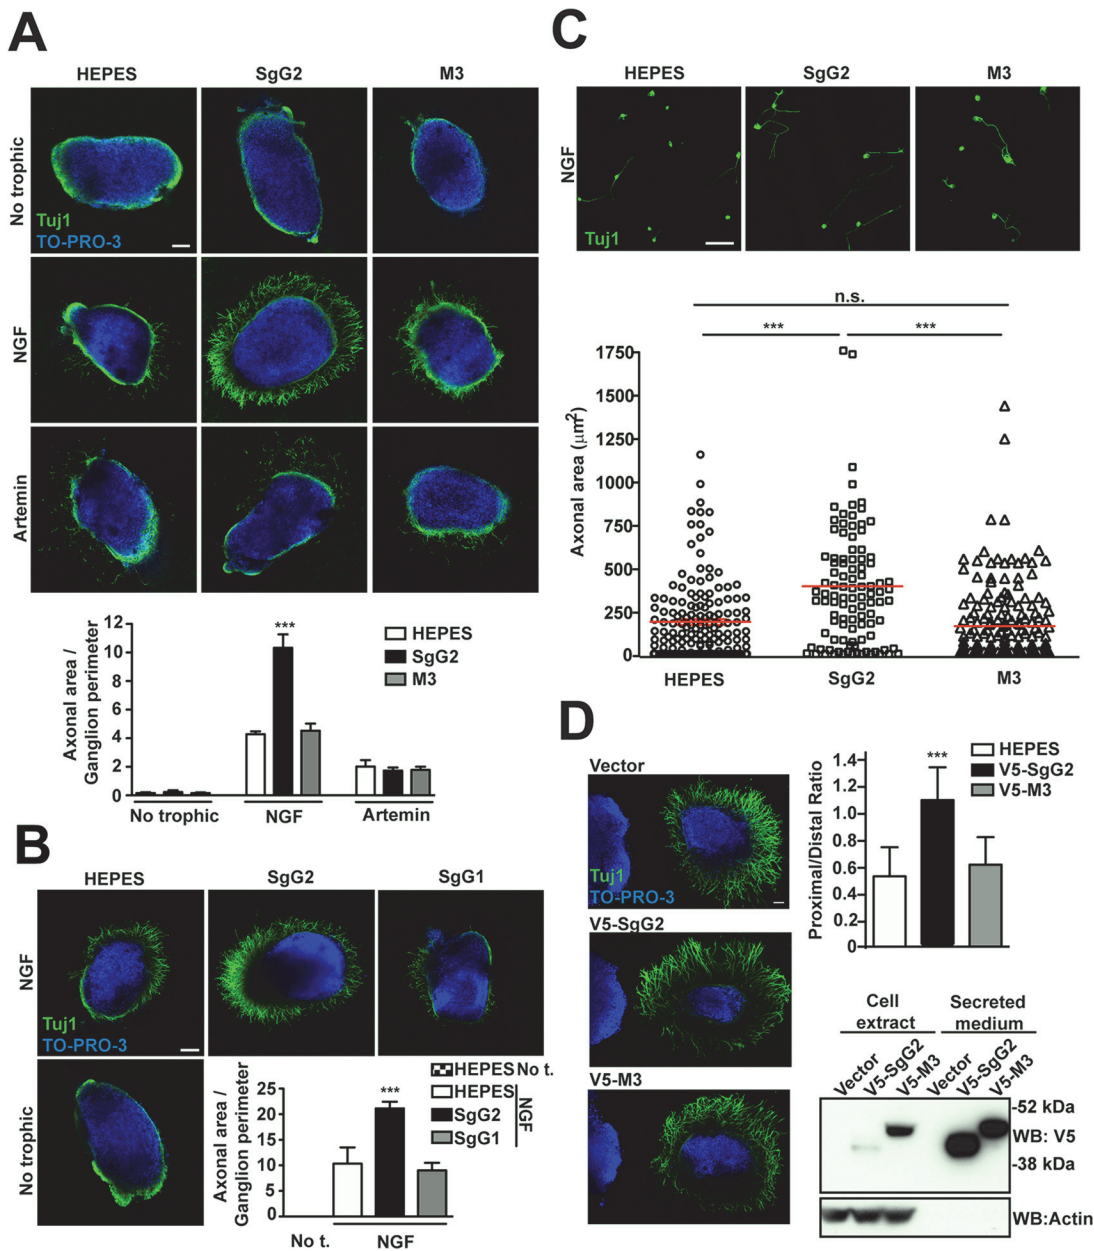 A
HEPES
SgG2
M3
No trophic
Tuj1
TO-PRO-3
NGF
Artemin
Axonal area /
Ganglion perimeter
12
10
8
6
4
2
0
***
HEPES
SgG2
M3
No trophic
NGF
Artemin
B
HEPES
SgG2
SgG1
NGF
Tuj1
TO-PRO-3
No trophic
Axonal area /
Ganglion perimeter
25
20
15
10
5
0
***
HEPES No t.
HEPES
SgG2
SgG1
NGF
No t.
NGF
C
HEPES
SgG2
M3
NGF
Tuj1
n.s.
***
***
Axonal area (µm²)
1750
1500
1250
1000
750
500
250
0
HEPES
SgG2
M3
D
Vector
Tuj1
TO-PRO-3
V5-SgG2
V5-M3
Proximal/Distal Ratio
1.4
1.2
1.0
0.8
0.6
0.4
0.2
0
***
HEPES
V5-SgG2
V5-M3
Cell
extract
Secreted
medium
Vector
V5-SgG2
V5-M3
Vector
V5-SgG2
V5-M3
-52 kDa
WB: V5
-38 kDa
WB:Actin